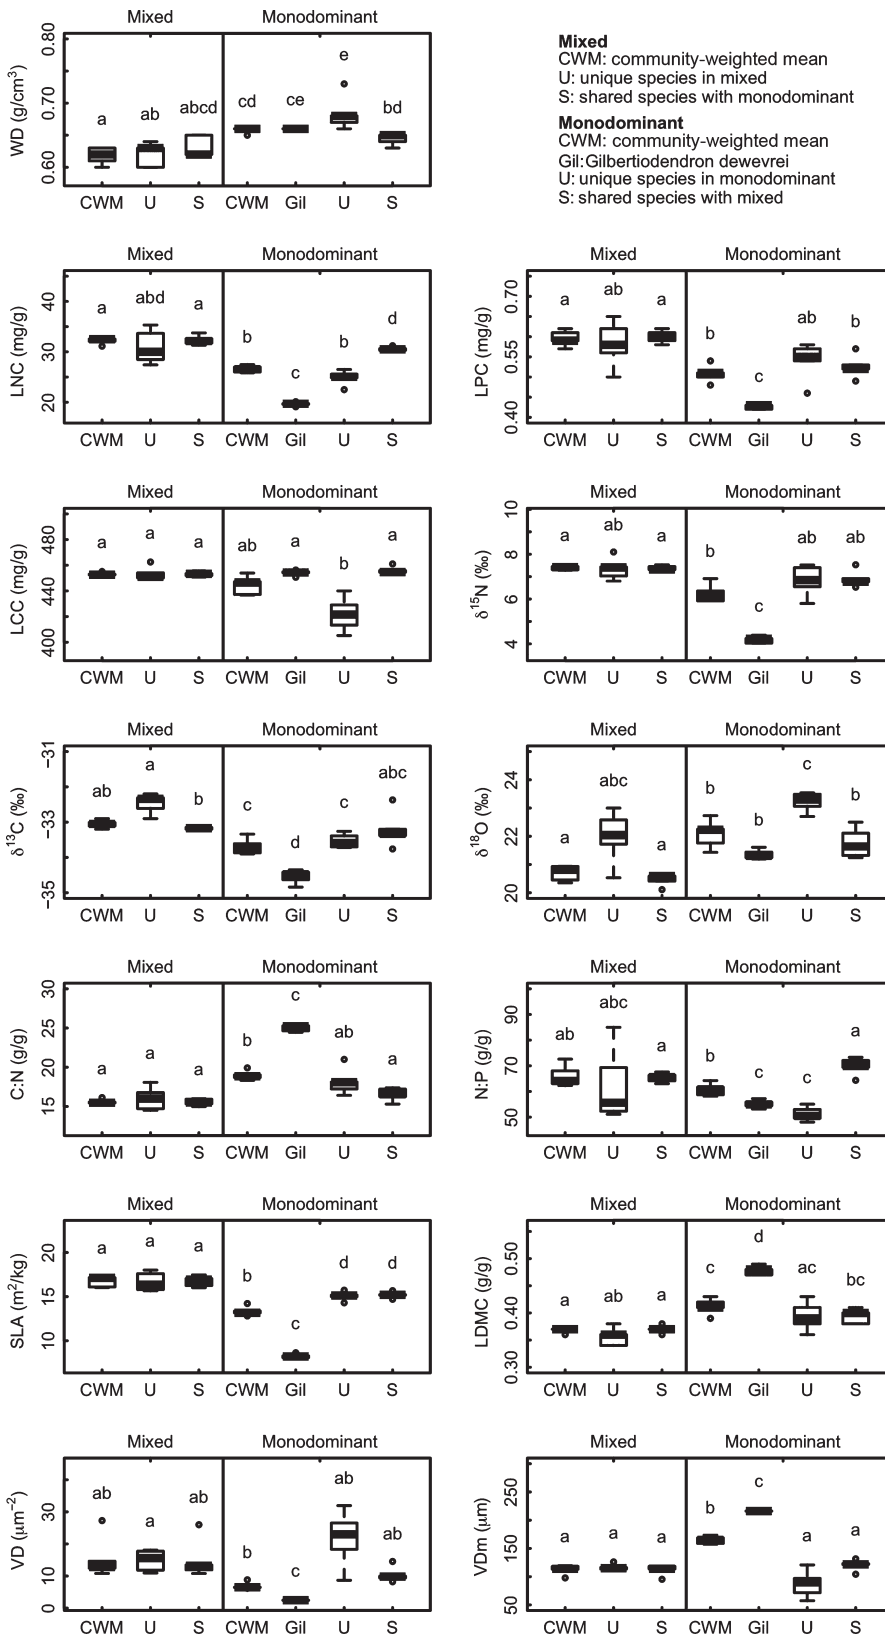 Mixed Monodominant
WD (g/cm³)
0.80
0.70
0.60
a ab abcd cd ce e bd
CWM U S CWM Gil U S
Mixed
CWM: community-weighted mean
U: unique species in mixed
S: shared species with monodominant
Monodominant
CWM: community-weighted mean
Gil:Gilbertiodendron dewevrei
U: unique species in monodominant
S: shared species with mixed
Mixed Monodominant
LNC (mg/g)
40
30
20
a abd a b c b d
CWM U S CWM Gil U S
Mixed Monodominant
LPC (mg/g)
0.70
0.55
0.40
a ab a b c ab b
CWM U S CWM Gil U S
Mixed Monodominant
LCC (mg/g)
480
440
400
a a a ab a b a
CWM U S CWM Gil U S
Mixed Monodominant
δ¹⁵N (‰)
10
8
6
4
a ab a b c ab ab
CWM U S CWM Gil U S
Mixed Monodominant
δ¹³C (‰)
−31
−33
−35
ab a b c d c abc
CWM U S CWM Gil U S
Mixed Monodominant
δ¹⁸O (‰)
24
22
20
a abc a b b c b
CWM U S CWM Gil U S
Mixed Monodominant
C:N (g/g)
30
25
20
15
a a a b c ab a
CWM U S CWM Gil U S
Mixed Monodominant
N:P (g/g)
90
70
50
ab abc a b c c a
CWM U S CWM Gil U S
Mixed Monodominant
SLA (m²/kg)
20
15
10
a a a b c d d
CWM U S CWM Gil U S
Mixed Monodominant
LDMC (g/g)
0.50
0.40
0.30
a ab a c d ac bc
CWM U S CWM Gil U S
Mixed Monodominant
VD (μm⁻²)
30
10
0
ab a ab b c ab ab
CWM U S CWM Gil U S
Mixed Monodominant
VDm (μm)
250
150
50
a a a b c a a
CWM U S CWM Gil U S